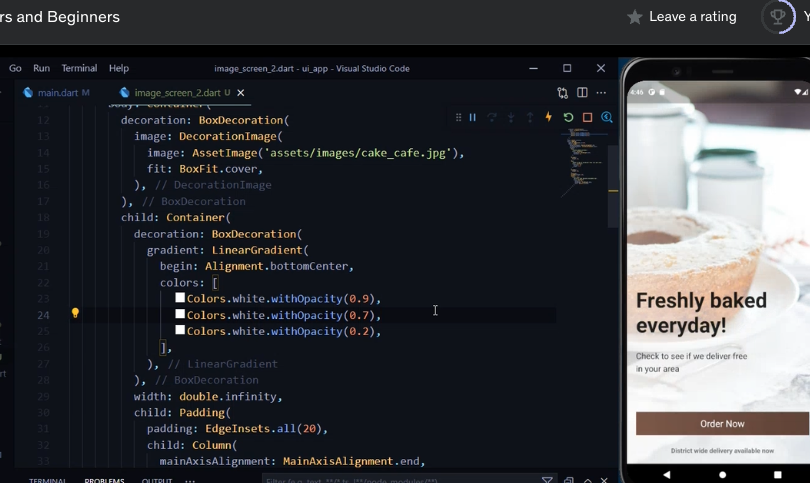 rs and Beginners
Leave a rating
Go Run Terminal Help
image_screen_2.dart - ui_app - Visual Studio Code
main.dart M
image_screen_2.dart U
body: Container(
12 decoration: BoxDecoration(
13 image: DecorationImage(
14 image: AssetImage('assets/images/cake_cafe.jpg'),
15 fit: BoxFit.cover,
16 ), // DecorationImage
17 ), // BoxDecoration
18 child: Container(
19 decoration: BoxDecoration(
20 gradient: LinearGradient(
21 begin: Alignment.bottomCenter,
22 colors: [
23 Colors.white.withOpacity(0.9),
24 Colors.white.withOpacity(0.7),
25 Colors.white.withOpacity(0.2),
26 ],
27 ), // LinearGradient
28 ), // BoxDecoration
29 width: double.infinity,
30 child: Padding(
31 padding: EdgeInsets.all(20),
32 child: Column(
33 mainAxisAlignment: MainAxisAlignment.end,
TERMINAL PROBLEMS OUTPUT
4:46
Freshly baked
everyday!
Check to see if we deliver free
in your area
Order Now
District wide delivery available now